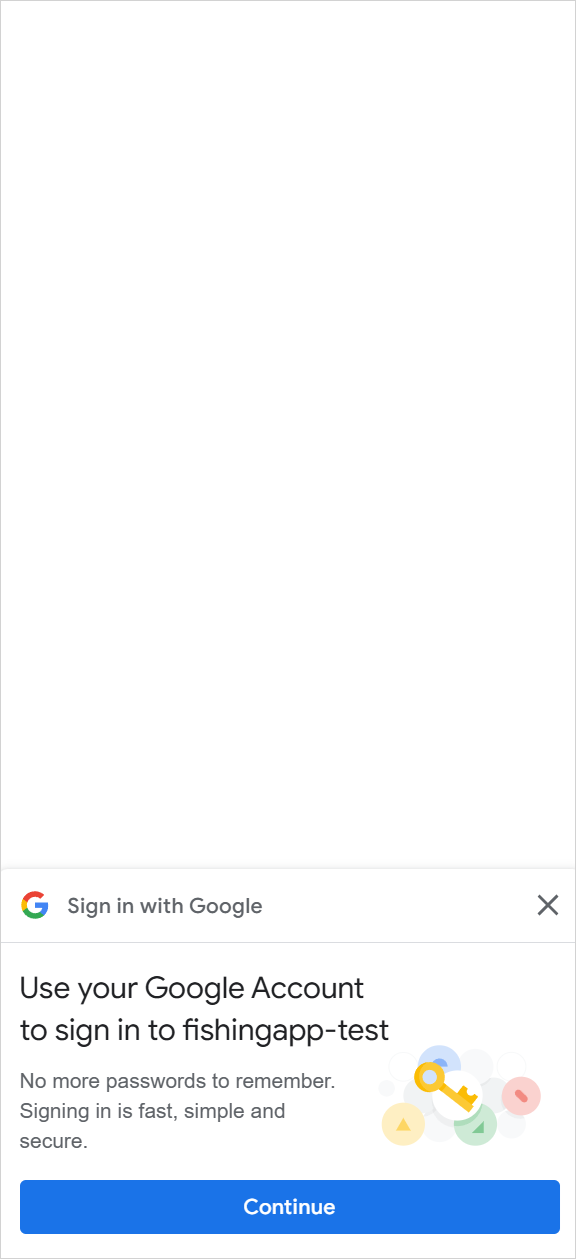 Sign in with Google
Use your Google Account
to sign in to fishingapp-test
No more passwords to remember.
Signing in is fast, simple and
secure.
Continue